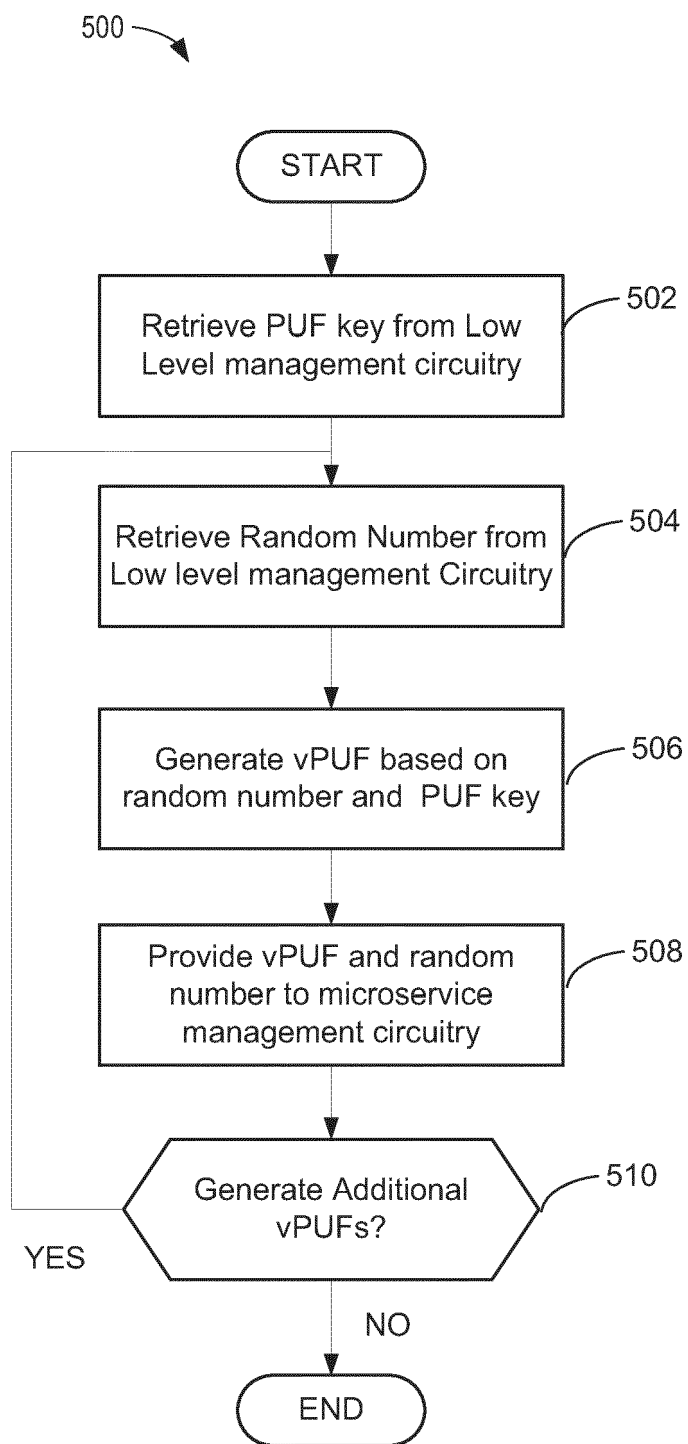 500
START
Retrieve PUF key from Low
Level management circuitry
502
Retrieve Random Number from
Low level management Circuitry
504
Generate vPUF based on
random number and PUF key
506
Provide vPUF and random
number to microservice
management circuitry
508
Generate Additional
vPUFs?
510
YES
NO
END